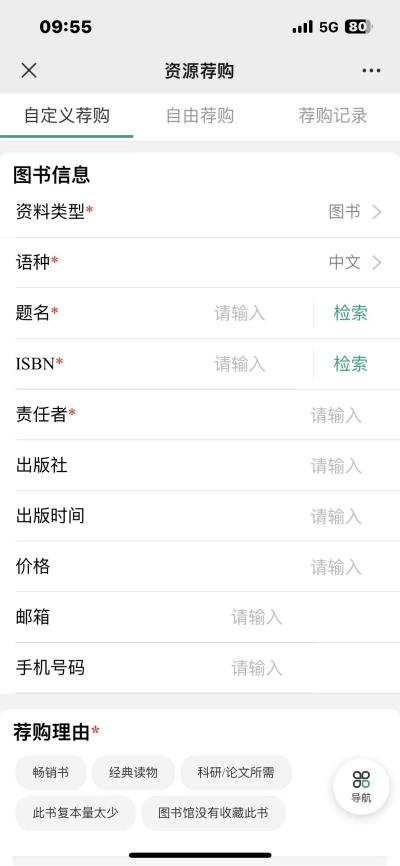 09:55 5G 80
资源荐购
自定义荐购 自由荐购 荐购记录
图书信息
资料类型* 图书
语种* 中文
题名* 请输入 检索
ISBN* 请输入 检索
责任者* 请输入
出版社 请输入
出版时间 请输入
价格 请输入
邮箱 请输入
手机号码 请输入
荐购理由*
畅销书 经典读物 科研/论文所需
导航
此书复本量太少 图书馆没有收藏此书